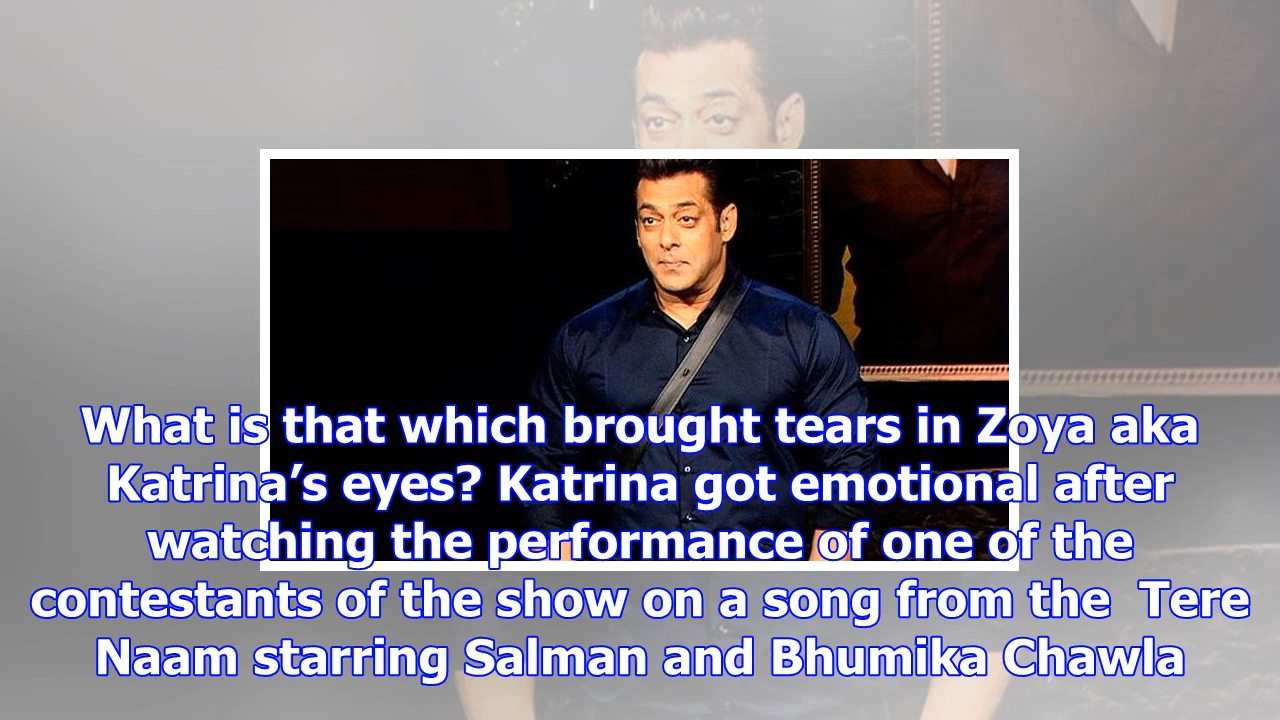 What is that which brought tears in Zoya aka
Katrina’s eyes? Katrina got emotional after
watching the performance of one of the
contestants of the show on a song from the  Tere
Naam starring Salman and Bhumika Chawla